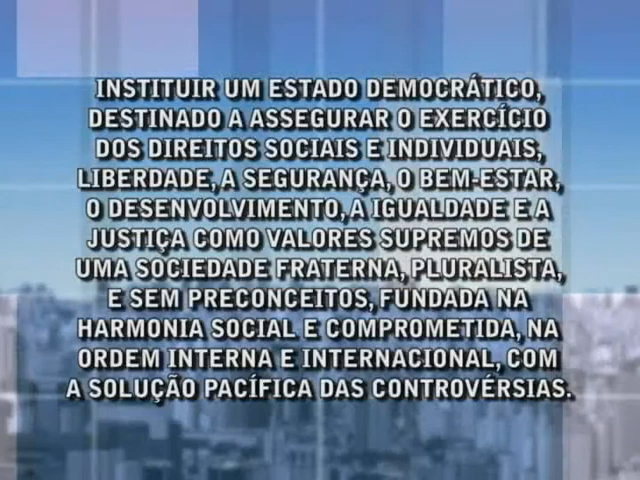 INSTITUIR UM ESTADO DEMOCRÁTICO,
DESTINADO A ASSEGURAR O EXERCÍCIO
DOS DIREITOS SOCIAIS E INDIVIDUAIS,
LIBERDADE, A SEGURANÇA, O BEM-ESTAR,
O DESENVOLVIMENTO, A IGUALDADE E A
JUSTIÇA COMO VALORES SUPREMOS DE
UMA SOCIEDADE FRATERNA, PLURALISTA,
E SEM PRECONCEITOS, FUNDADA NA
HARMONIA SOCIAL E COMPROMETIDA, NA
ORDEM INTERNA E INTERNACIONAL, COM
A SOLUÇÃO PACÍFICA DAS CONTROVÉRSIAS.